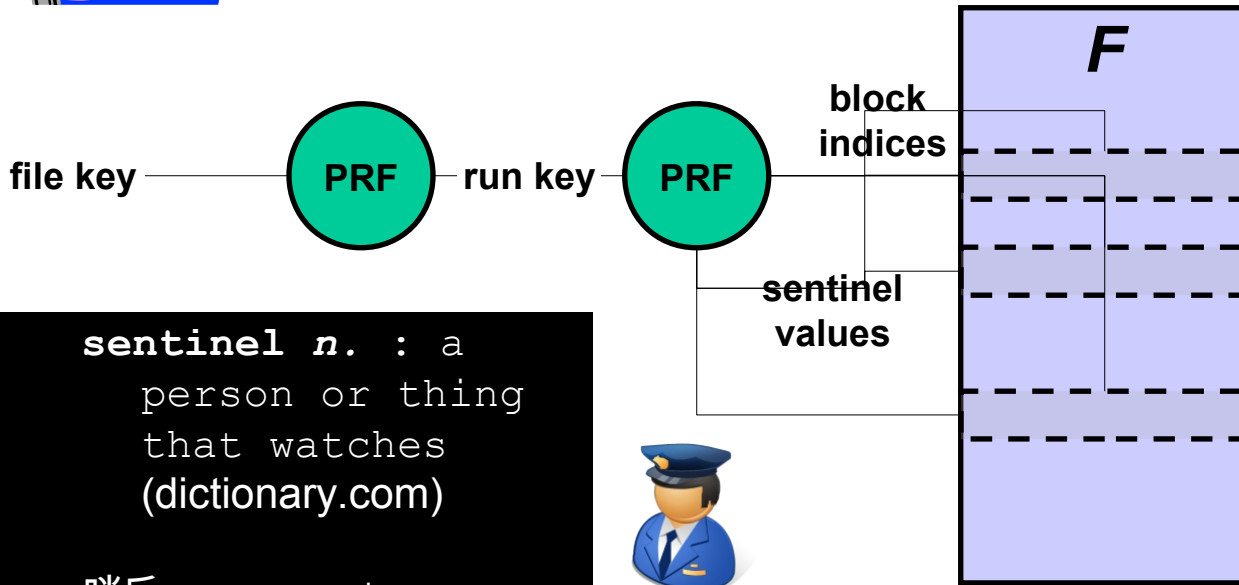 F
block
indices
file key
PRF
run key
PRF
sentinel
values
sentinel n. : a
person or thing
that watches
(dictionary.com)